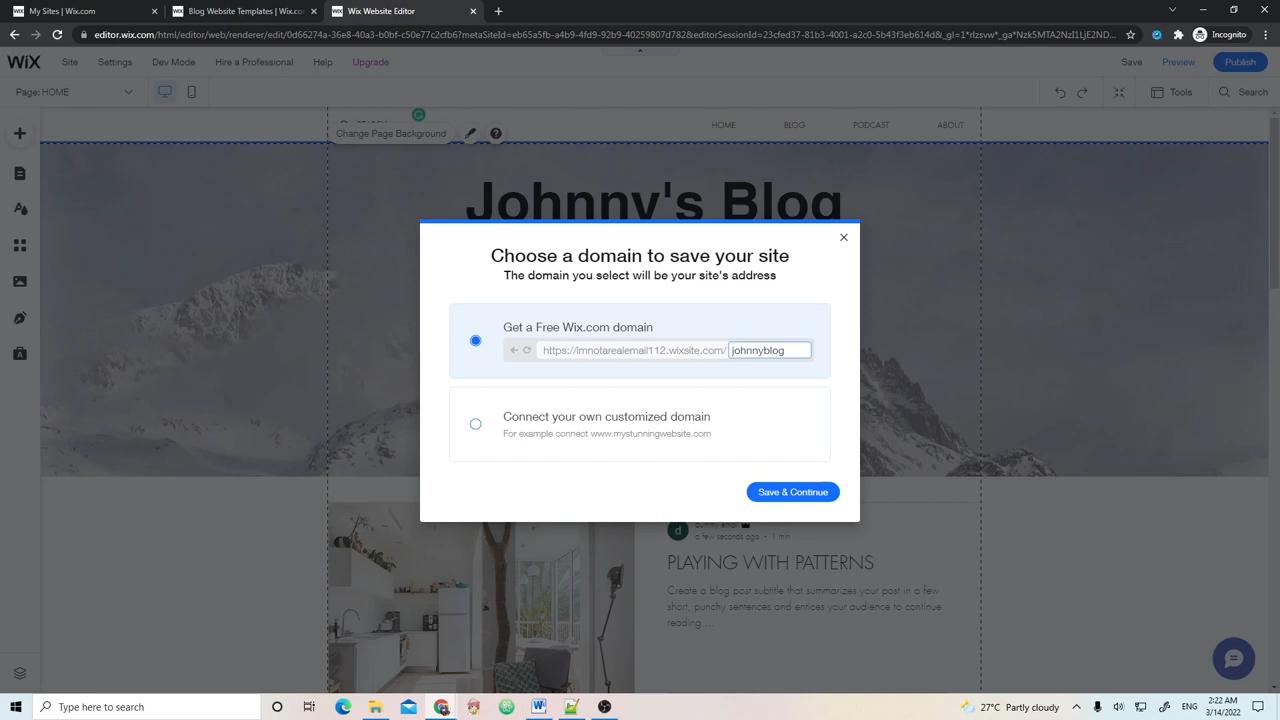 My Sites | Wix.com
Blog Website Templates | Wix.co
Wix Website Editor
editor.wix.com/html/editor/web/renderer/edit/0d66274a-36e8-40a3-b0bf-c50e77c2cfb6?metaSiteId=eb65a5fb-a4b9-4fd9-92b9-40259807d782&editorSessionId=23cfed37-81b3-4001-a2c0-5b43f3eb614d&_gl=1*rlzsvw*_ga*Nzk5MTA2NzI1LjE2ND...
Incognito
WiX
Site
Settings
Dev Mode
Hire a Professional
Help
Upgrade
Save
Preview
Publish
Page: HOME
Tools
Search
Change Page Background
HOME
BLOG
PODCAST
ABOUT
Johnny's Blog
Choose a domain to save your site
The domain you select will be your site's address
Get a Free Wix.com domain
https://imnotarealemail112.wixsite.com/ johnnyblog
Connect your own customized domain
For example connect www.mystunningwebsite.com
Save & Continue
d
a few seconds ago • 1 min
PLAYING WITH PATTERNS
Create a blog post subtitle that summarizes your post in a few
short, punchy sentences and entices your audience to continue
reading....
Type here to search
27°C Partly cloudy
ENG
2:22 AM
3/14/2022